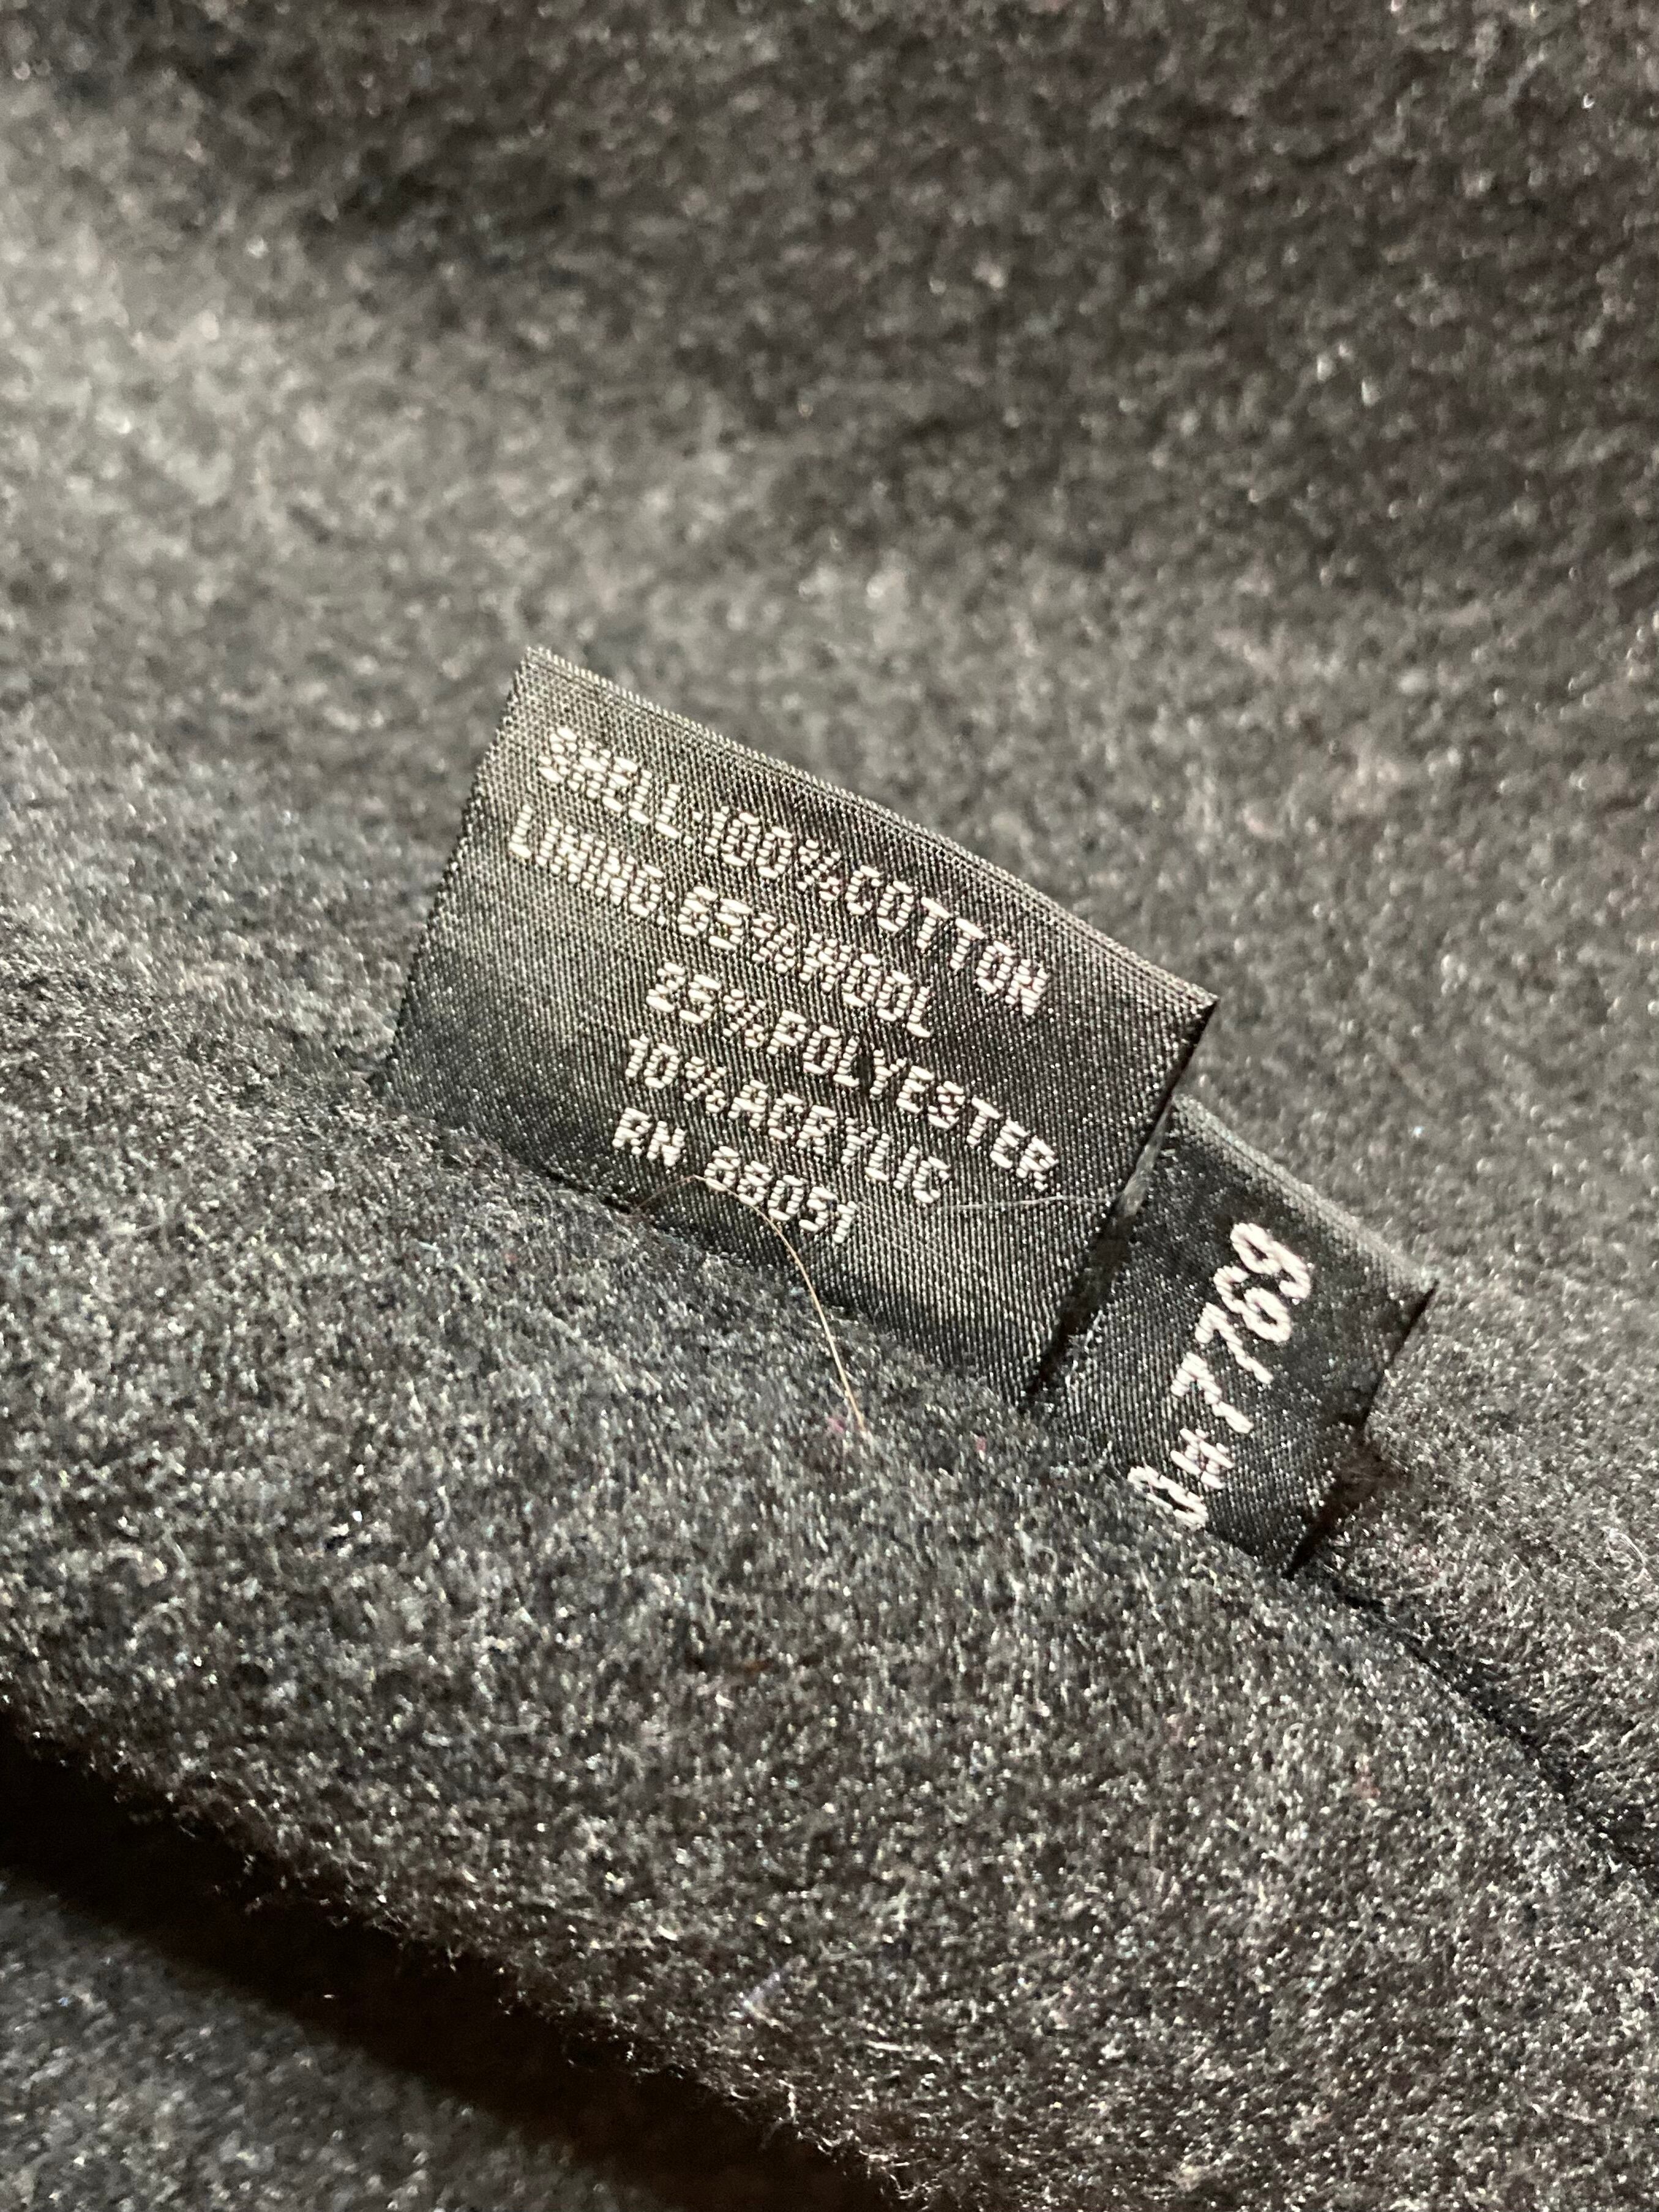 SHELL:100%COTTON
LINING:65%WOOL
25%POLYESTER
10%ACRYLIC
RN 88051